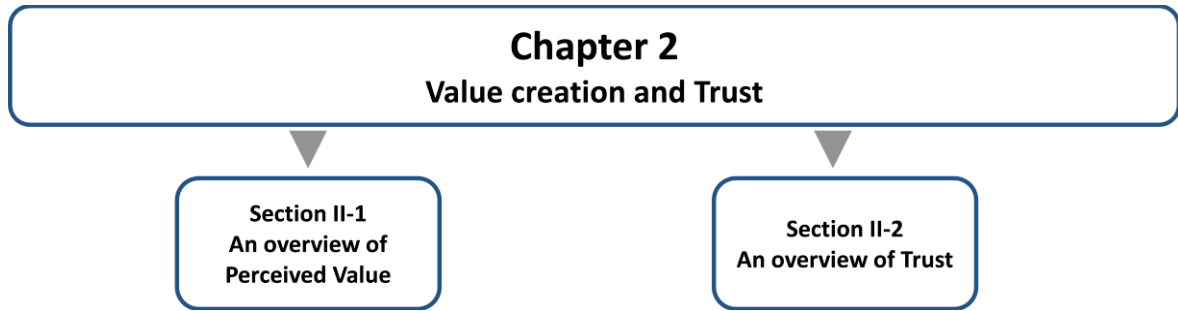 Chapter 2
Value creation and Trust
Section II-1
An overview of
Perceived Value
Section II-2
An overview of Trust